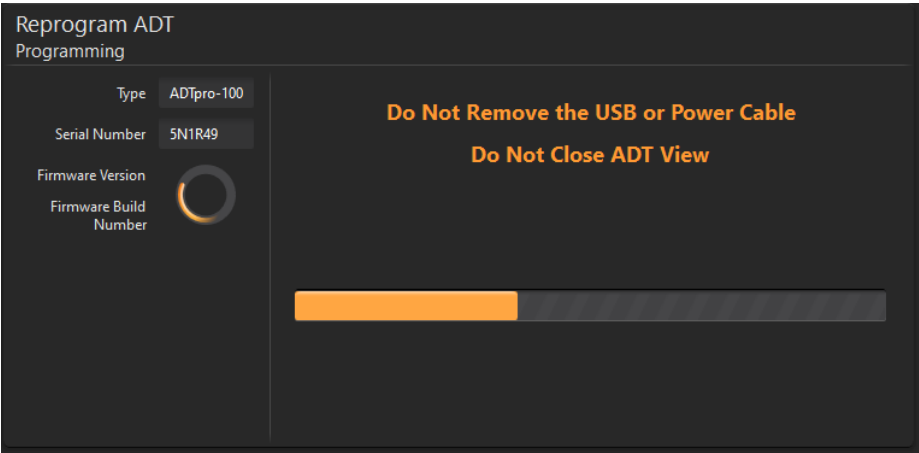 Reprogram ADT
Programming
Type ADTpro-100
Serial Number 5N1R49
Firmware Version
Firmware Build
Number
Do Not Remove the USB or Power Cable
Do Not Close ADT View